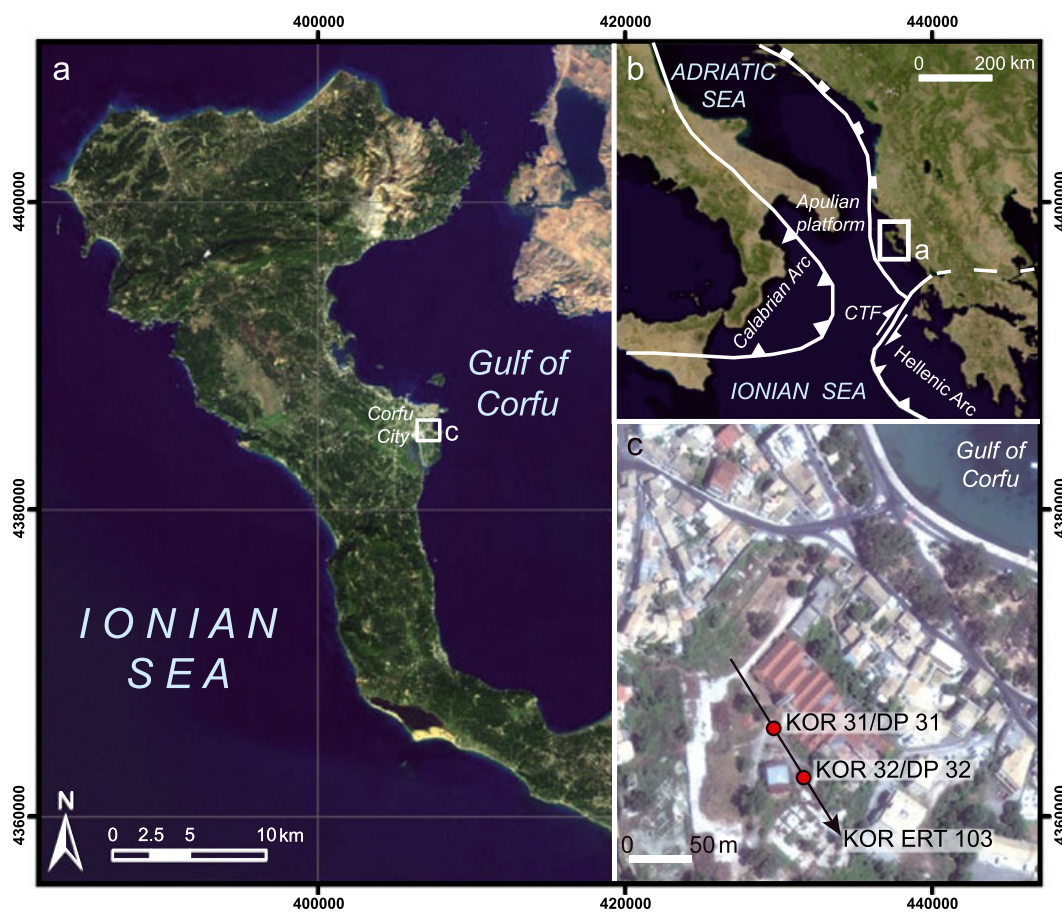 400000
420000
440000
a
Gulf of
Corfu
Corfu
City
c
IONIAN
SEA
N
0 2.5 5 10 km
b
ADRIATIC
SEA
0 200 km
Apulian
platform
a
Calabrian Arc
CTF
Hellenic Arc
IONIAN SEA
c
Gulf of
Corfu
KOR 31/DP 31
KOR 32/DP 32
KOR ERT 103
0 50 m
4400000
4380000
4360000
4400000
4380000
4360000
400000
420000
440000